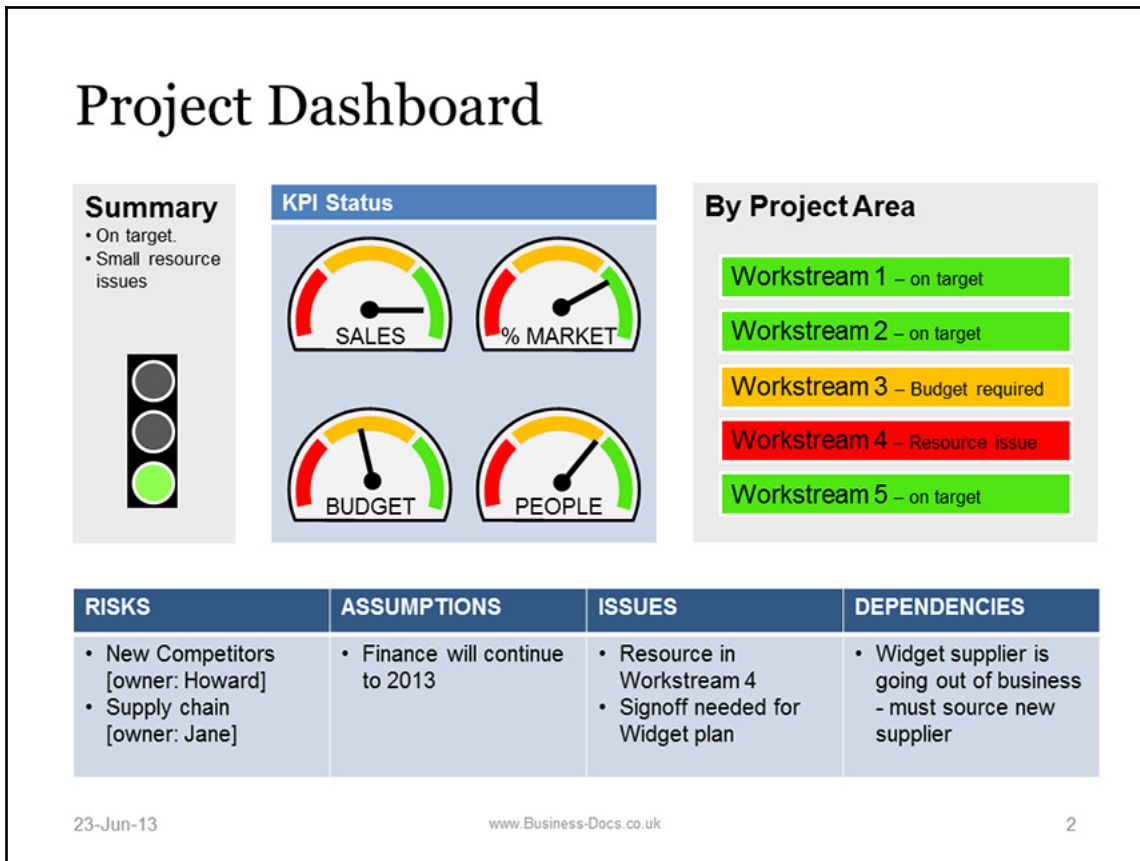 Project Dashboard
Summary
• On target.
• Small resource
issues
KPI Status
SALES
% MARKET
BUDGET
PEOPLE
By Project Area
Workstream 1 – on target
Workstream 2 – on target
Workstream 3 – Budget required
Workstream 4 – Resource issue
Workstream 5 – on target
RISKS
• New Competitors
[owner: Howard]
• Supply chain
[owner: Jane]
ASSUMPTIONS
• Finance will continue
to 2013
ISSUES
• Resource in
Workstream 4
• Signoff needed for
Widget plan
DEPENDENCIES
• Widget supplier is
going out of business
- must source new
supplier
23-Jun-13
www.Business-Docs.co.uk
2